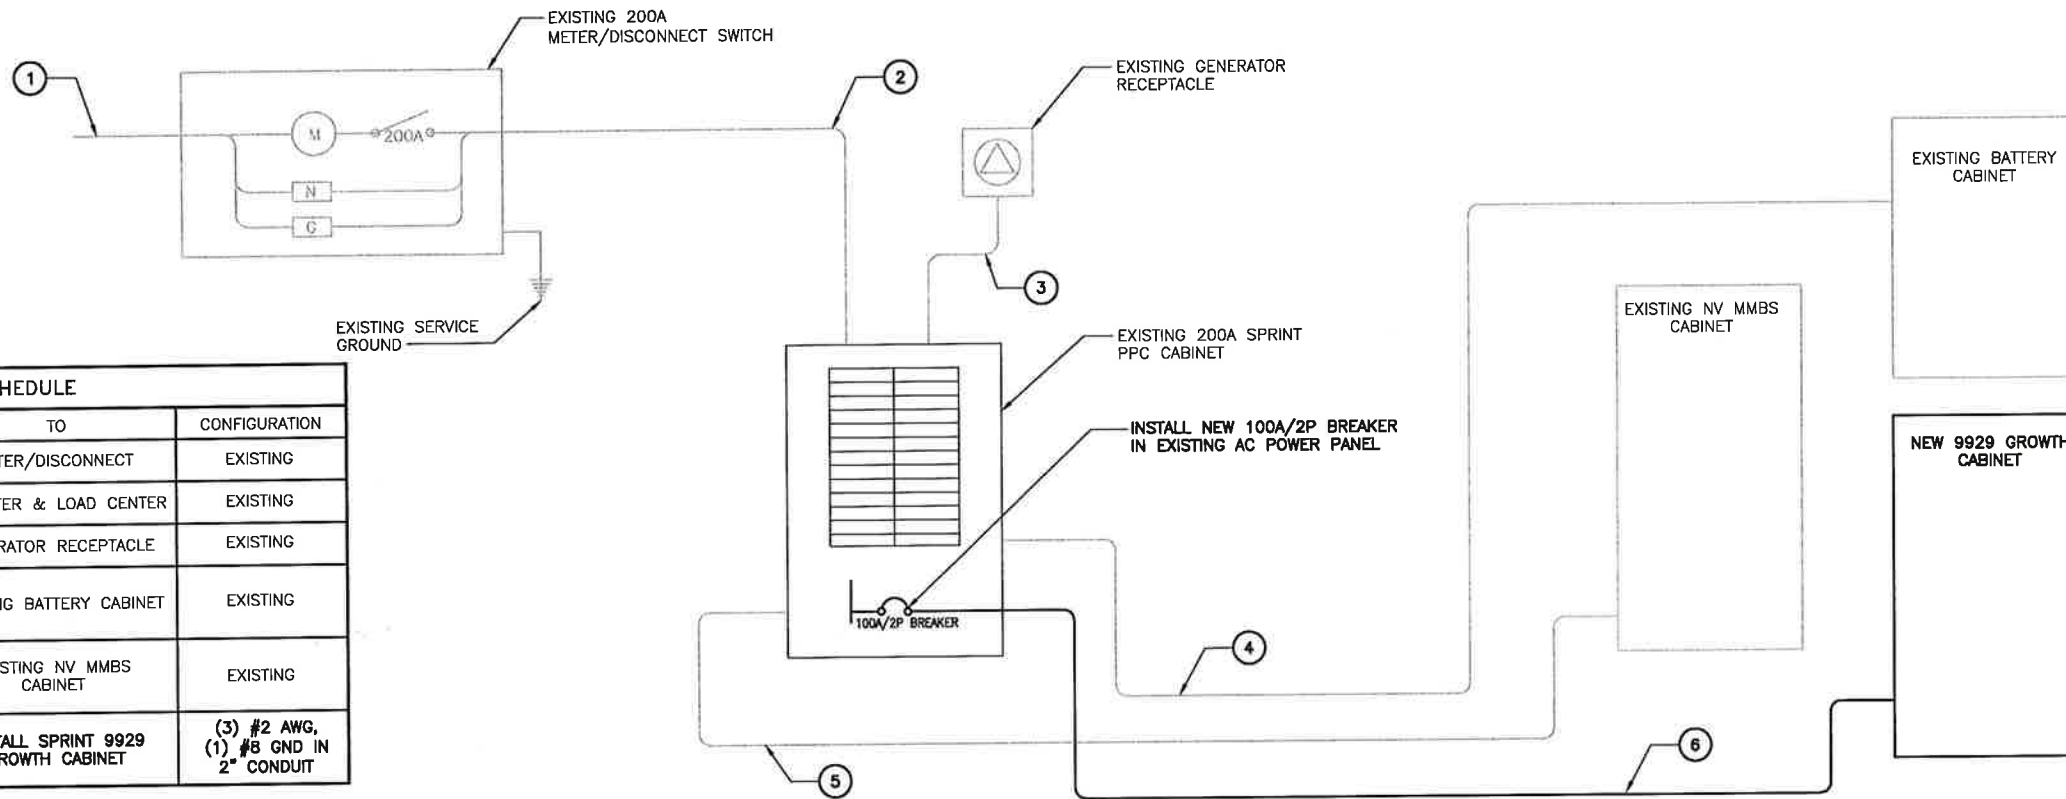 EXISTING 200A
METER/DISCONNECT SWITCH
1
2
M
200A
N
G
EXISTING GENERATOR
RECEPTACLE
3
EXISTING SERVICE
GROUND
EXISTING BATTERY
CABINET
EXISTING NV MMBS
CABINET
EXISTING 200A SPRINT
PPC CABINET
INSTALL NEW 100A/2P BREAKER
IN EXISTING AC POWER PANEL
100A/2P BREAKER
NEW 9929 GROWTH
CABINET
4
5
6
HEDULE
TO
CONFIGURATION
TER/DISCONNECT
EXISTING
TER & LOAD CENTER
EXISTING
RATOR RECEPTACLE
EXISTING
NG BATTERY CABINET
EXISTING
STING NV MMBS
CABINET
EXISTING
TALL SPRINT 9929
ROWTH CABINET
(3) #2 AWG,
(1) #8 GND IN
2" CONDUIT